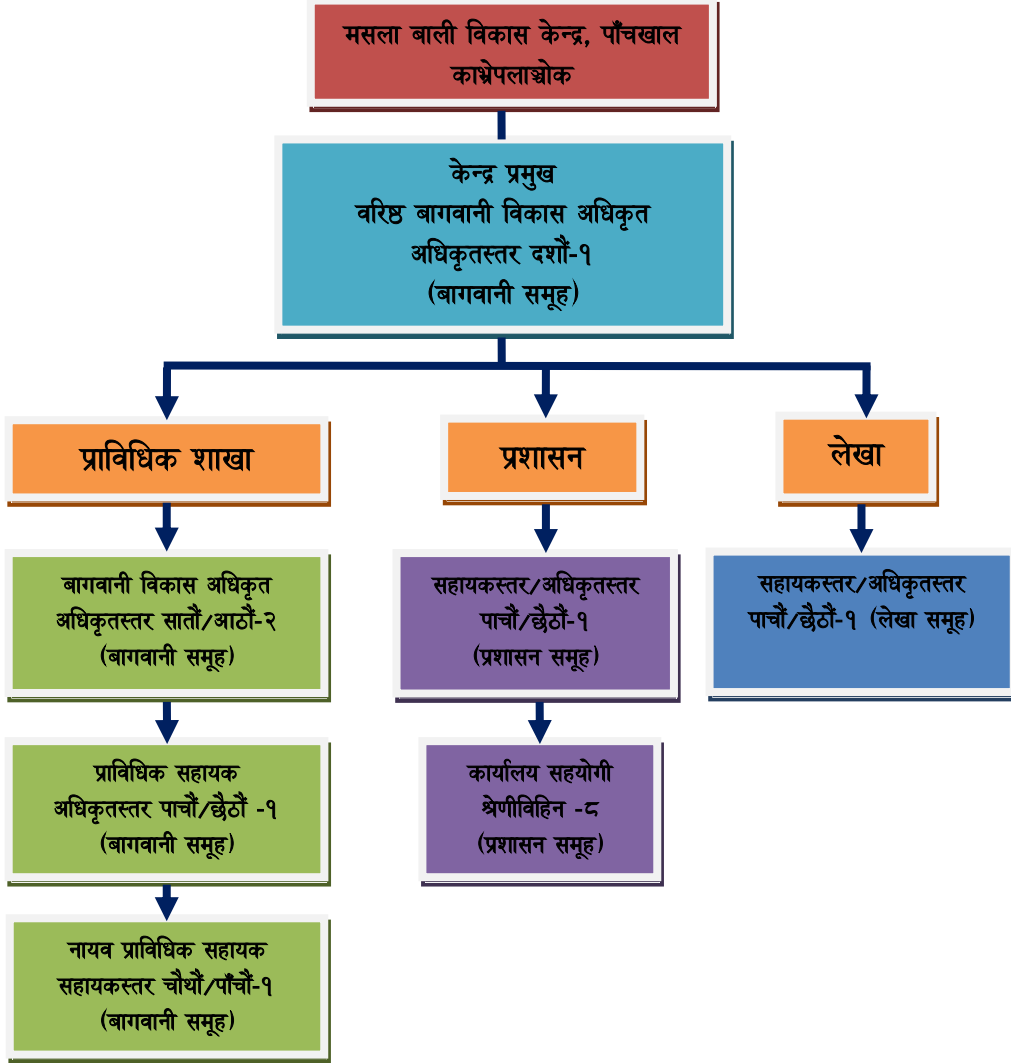 मसला बाली विकास केन्द्र, पाँचखाल
काभ्रेपलाञ्चोक
केन्द्र प्रमुख
वरिष्ठ बागवानी विकास अधिकृत
अधिकृतस्तर दशौं-१
(बागवानी समूह)
प्राविधिक शाखा
बागवानी विकास अधिकृत
अधिकृतस्तर सातौं/आठौं-२
(बागवानी समूह)
प्राविधिक सहायक
अधिकृतस्तर पाचौं/छैठौं -१
(बागवानी समूह)
नायव प्राविधिक सहायक
सहायकस्तर चौथौं/पाँचौं-१
(बागवानी समूह)
प्रशासन
सहायकस्तर/अधिकृतस्तर
पाचौं/छैठौं-१
(प्रशासन समूह)
कार्यालय सहयोगी
श्रेणीविहिन -८
(प्रशासन समूह)
लेखा
सहायकस्तर/अधिकृतस्तर
पाचौं/छैठौं-१ (लेखा समूह)